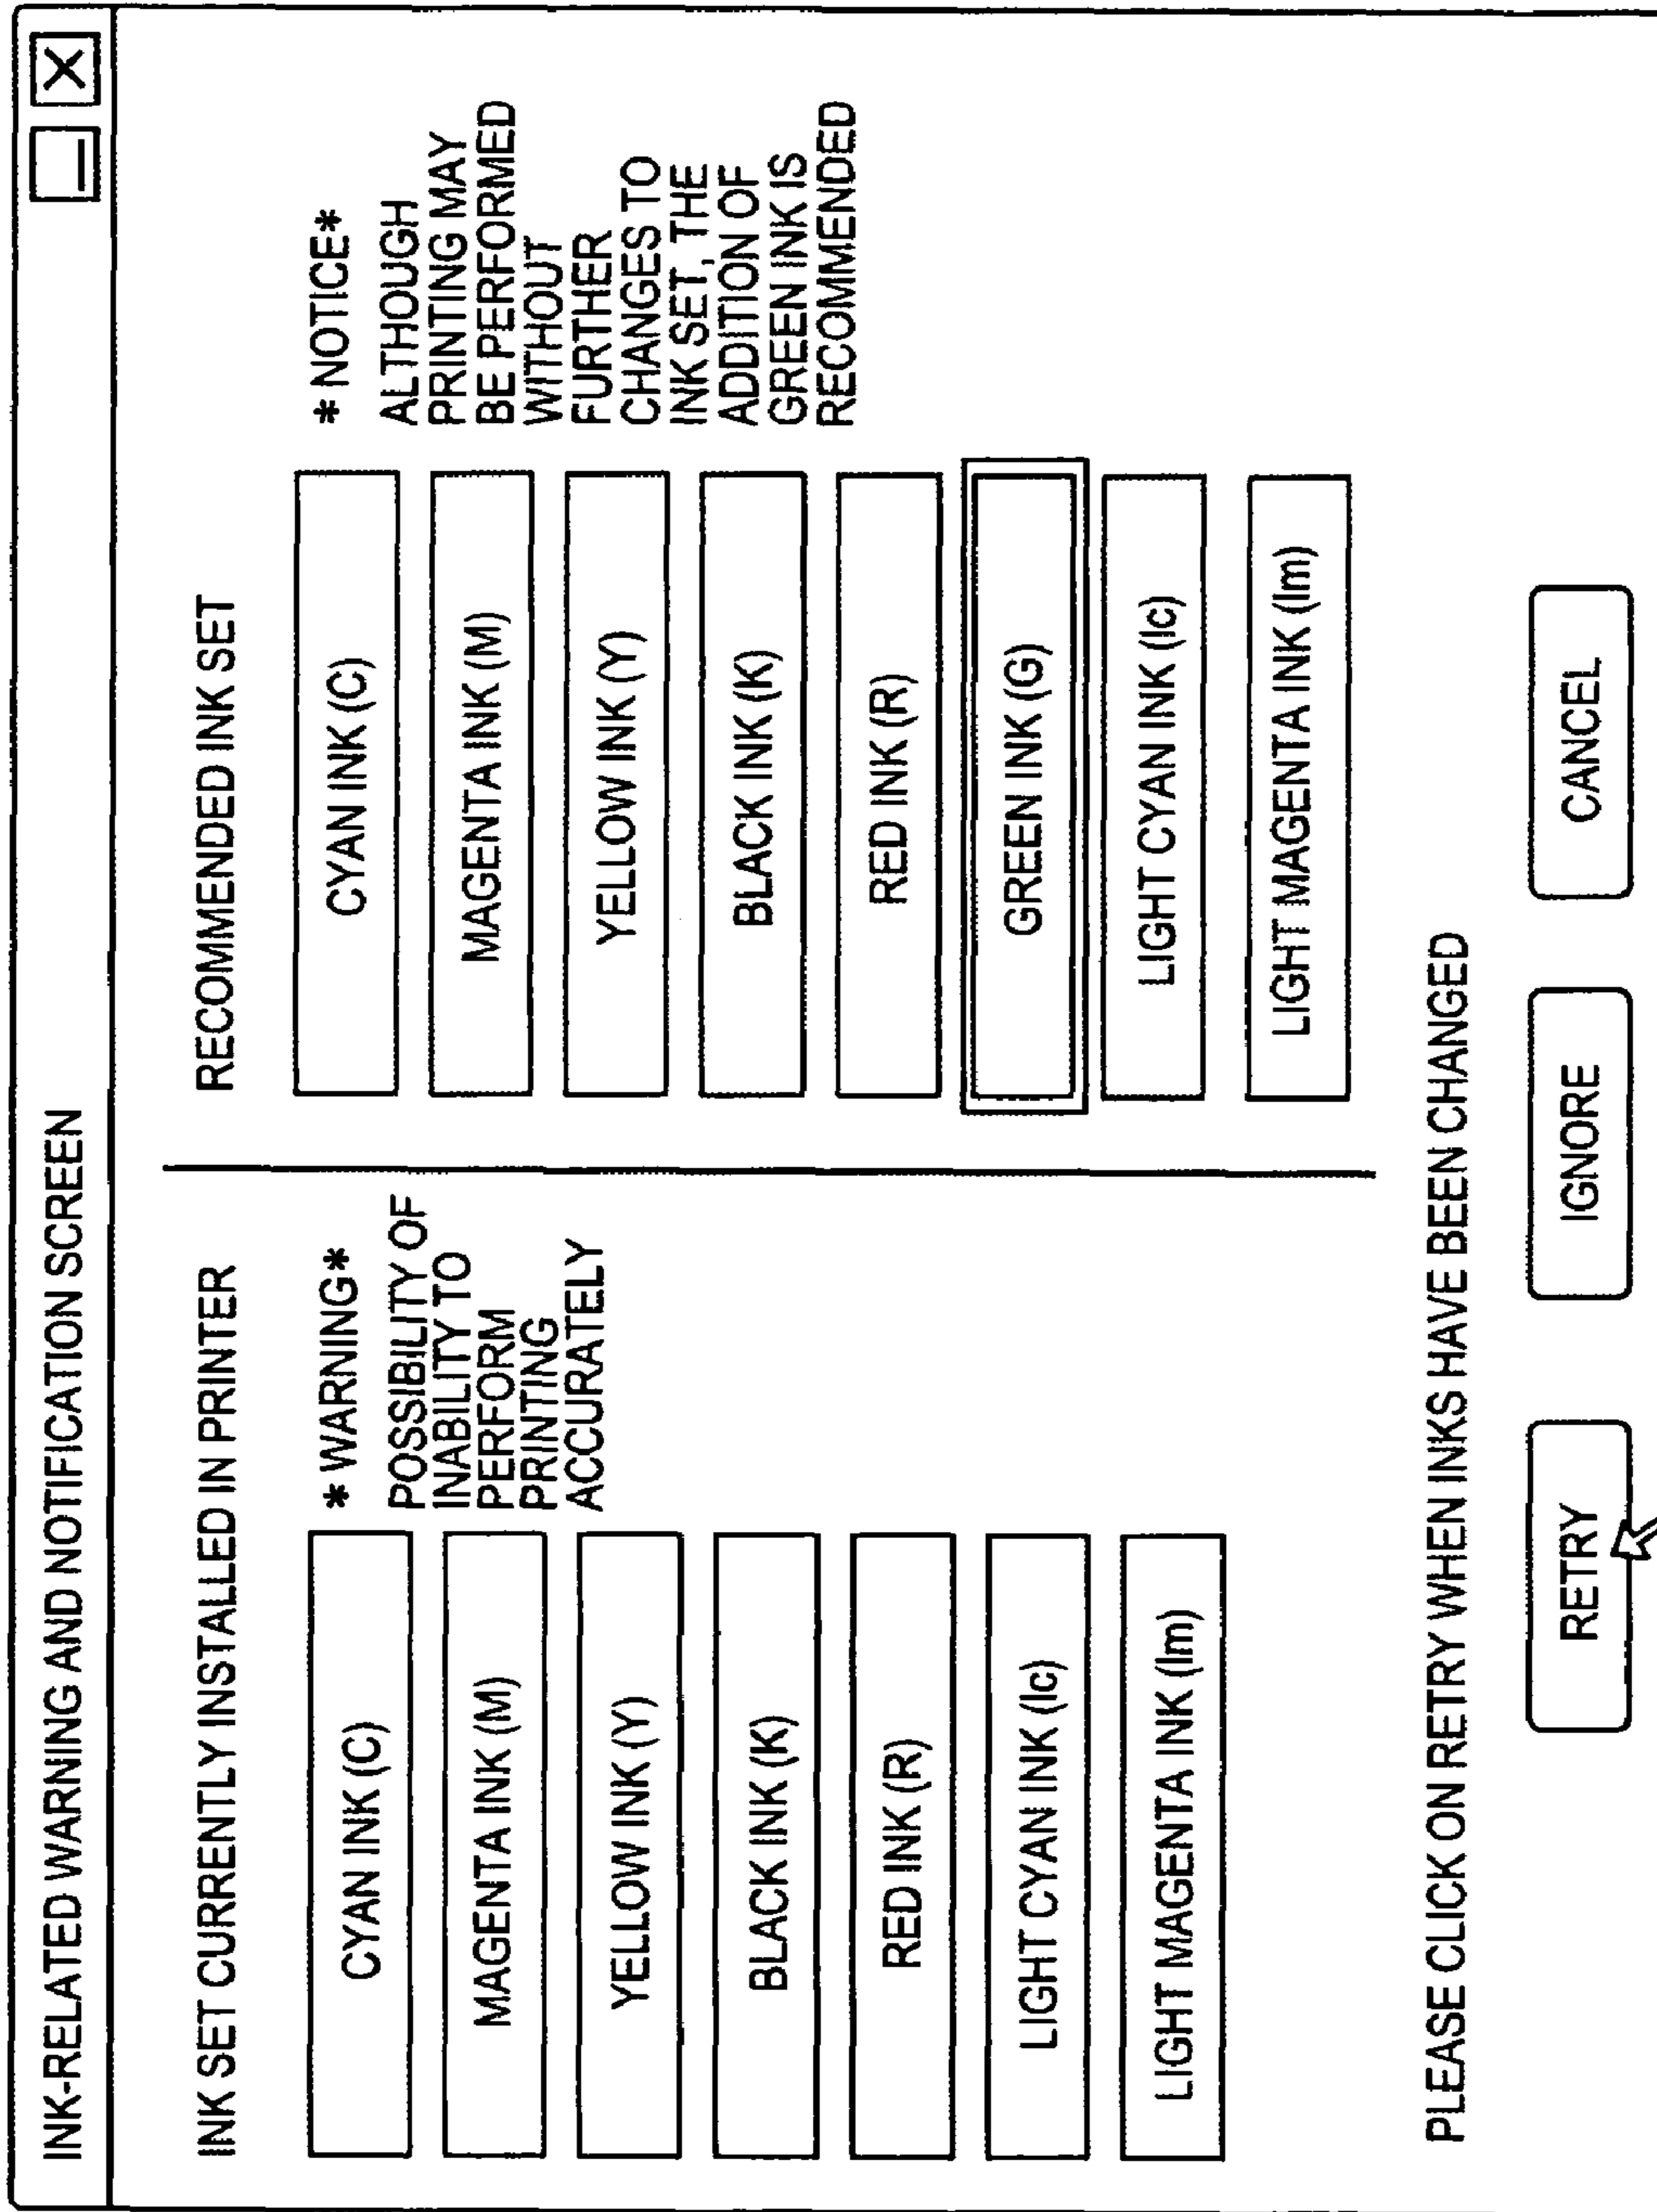 INK-RELATED WARNING AND NOTIFICATION SCREEN
INK SET CURRENTLY INSTALLED IN PRINTER
CYAN INK (C)
MAGENTA INK (M)
YELLOW INK (Y)
BLACK INK (K)
RED INK (R)
LIGHT CYAN INK (lc)
LIGHT MAGENTA INK (lm)
* WARNING*
POSSIBILITY OF
INABILITY TO
PERFORM
PRINTING
ACCURATELY
RECOMMENDED INK SET
CYAN INK (C)
MAGENTA INK (M)
YELLOW INK (Y)
BLACK INK (K)
RED INK (R)
GREEN INK (G)
LIGHT CYAN INK (lc)
LIGHT MAGENTA INK (lm)
* NOTICE*
ALTHOUGH
PRINTING MAY
BE PERFORMED
WITHOUT
FURTHER
CHANGES TO
INK SET, THE
ADDITION OF
GREEN INK IS
RECOMMENDED
PLEASE CLICK ON RETRY WHEN INKS HAVE BEEN CHANGED
RETRY
IGNORE
CANCEL